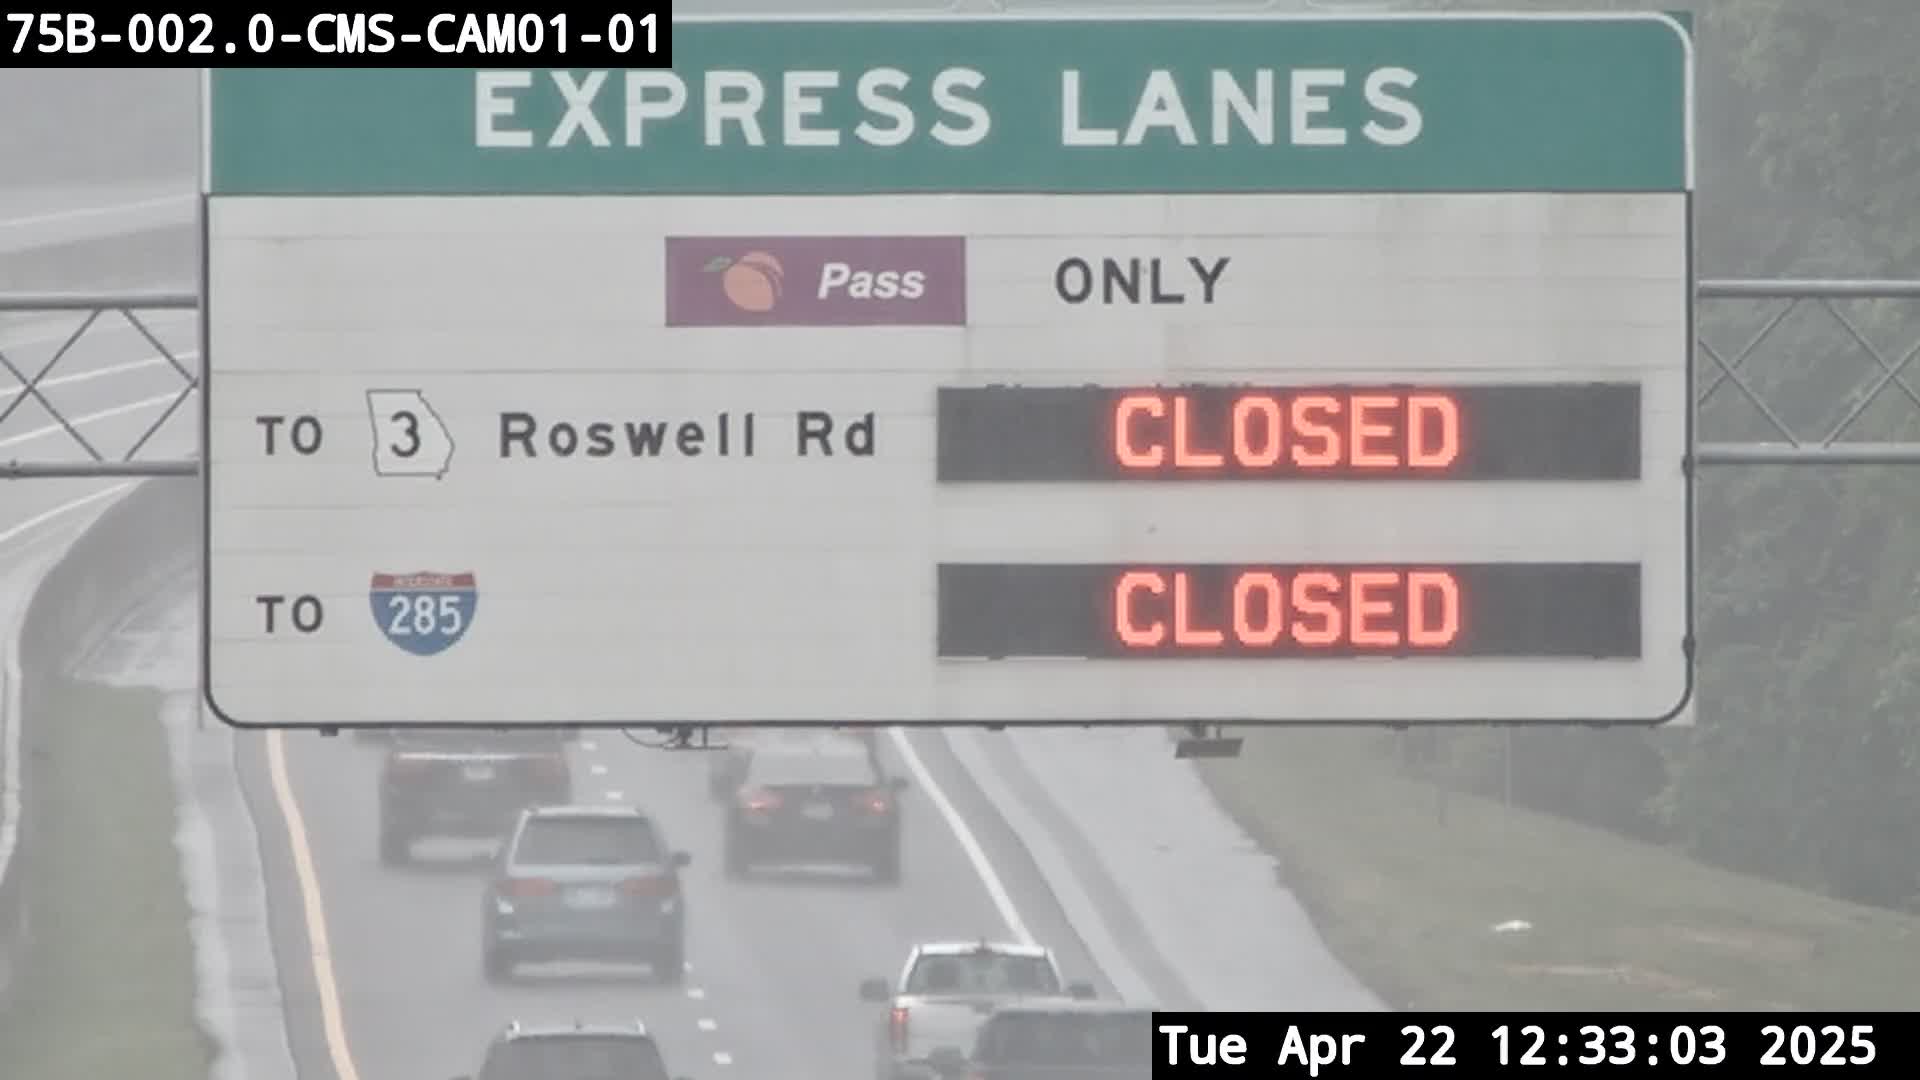 75B-002.0-CMS-CAM01-01
EXPRESS LANES
Pass ONLY
TO 3 Roswell Rd CLOSED
TO INTERSTATE 285 CLOSED
Tue Apr 22 12:33:03 2025